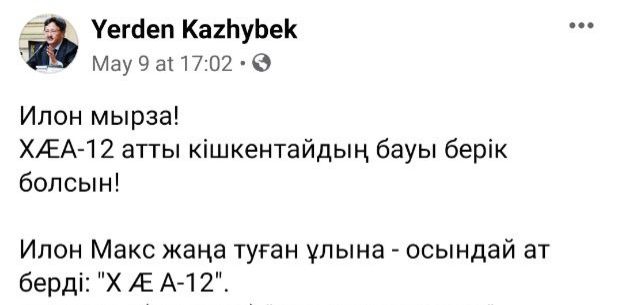 Yerden Kazhybek
May 9 at 17:02 ·
Илон мырза!
ХÆА-12 атты кішкентайдың бауы берік
болсын!
Илон Макс жаңа туған ұлына - осындай ат
берді: "Х Æ А-12".